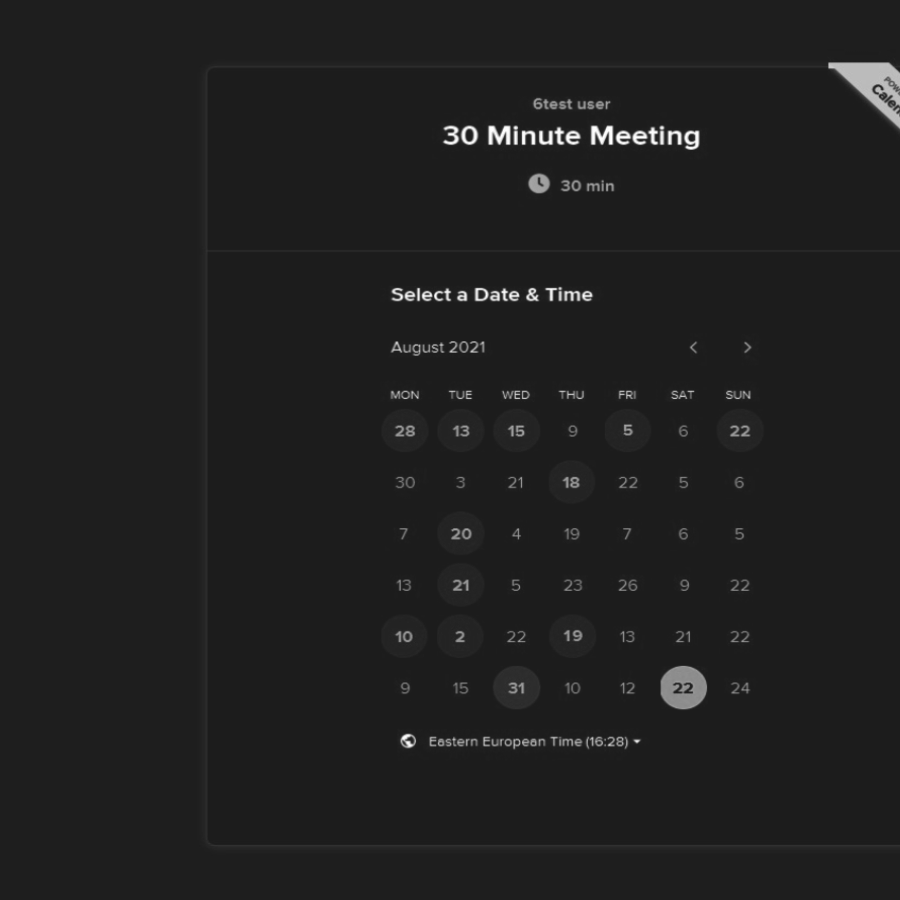 POW
Calen
6test user
30 Minute Meeting
30 min
Select a Date & Time
August 2021
MON TUE WED THU FRI SAT SUN
28 13 15 9 5 6 22
30 3 21 18 22 5 6
7 20 4 19 7 6 5
13 21 5 23 26 9 22
10 2 22 19 13 21 22
9 15 31 10 12 22 24
Eastern European Time (16:28)